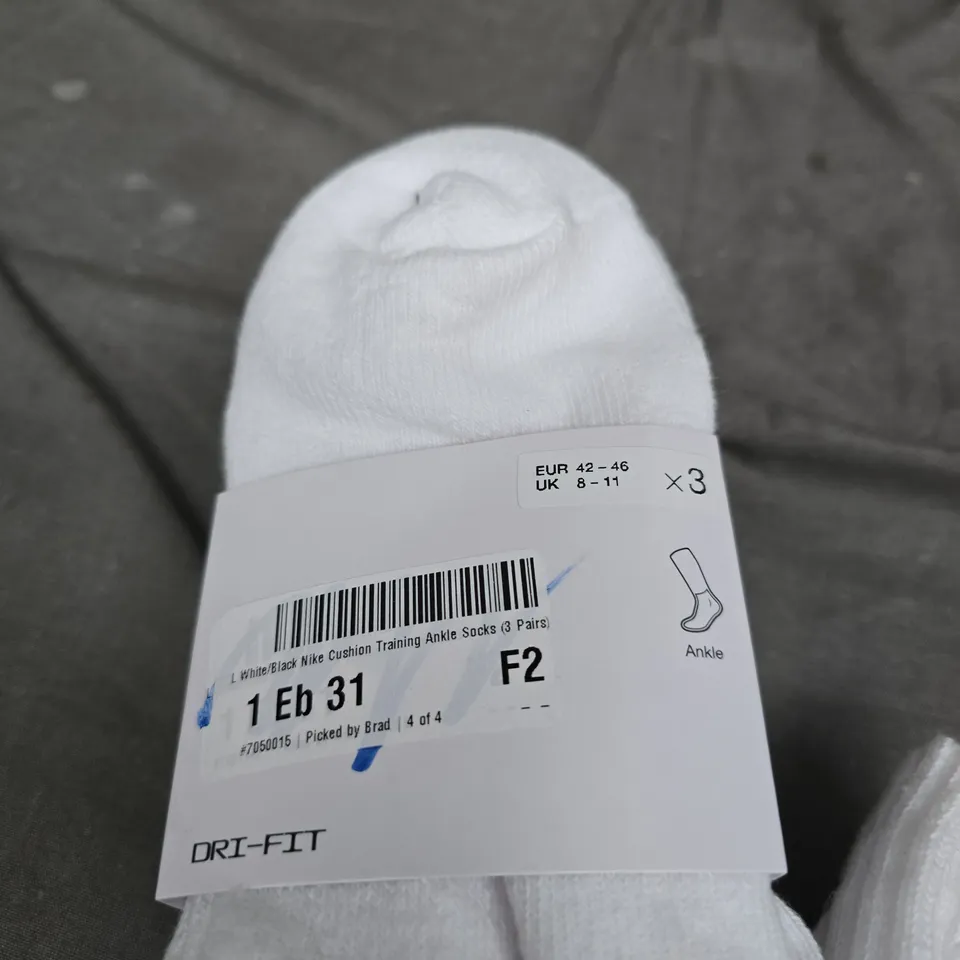 EUR 42 – 46
UK 8 – 11
×3
Ankle
L White/Black Nike Cushion Training Ankle Socks (3 Pairs)
1 Eb 31
F2
#7050015 | Picked by Brad | 4 of 4
DRI-FIT